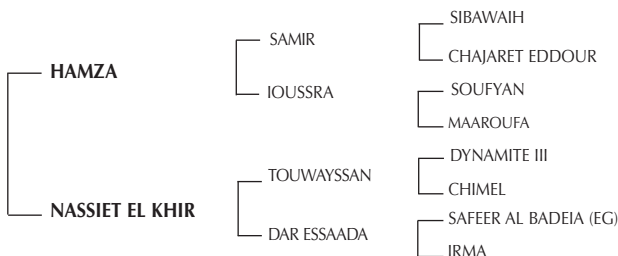 SIBAWAIH
SAMIR
CHAJARET EDDOUR
HAMZA
IOUSSRA
SOUFYAN
MAAROUFA
DYNAMITE III
TOUWAYSSAN
CHIMEL
NASSIET EL KHIR
SAFEER AL BADEIA (EG)
DAR ESSAADA
IRMA